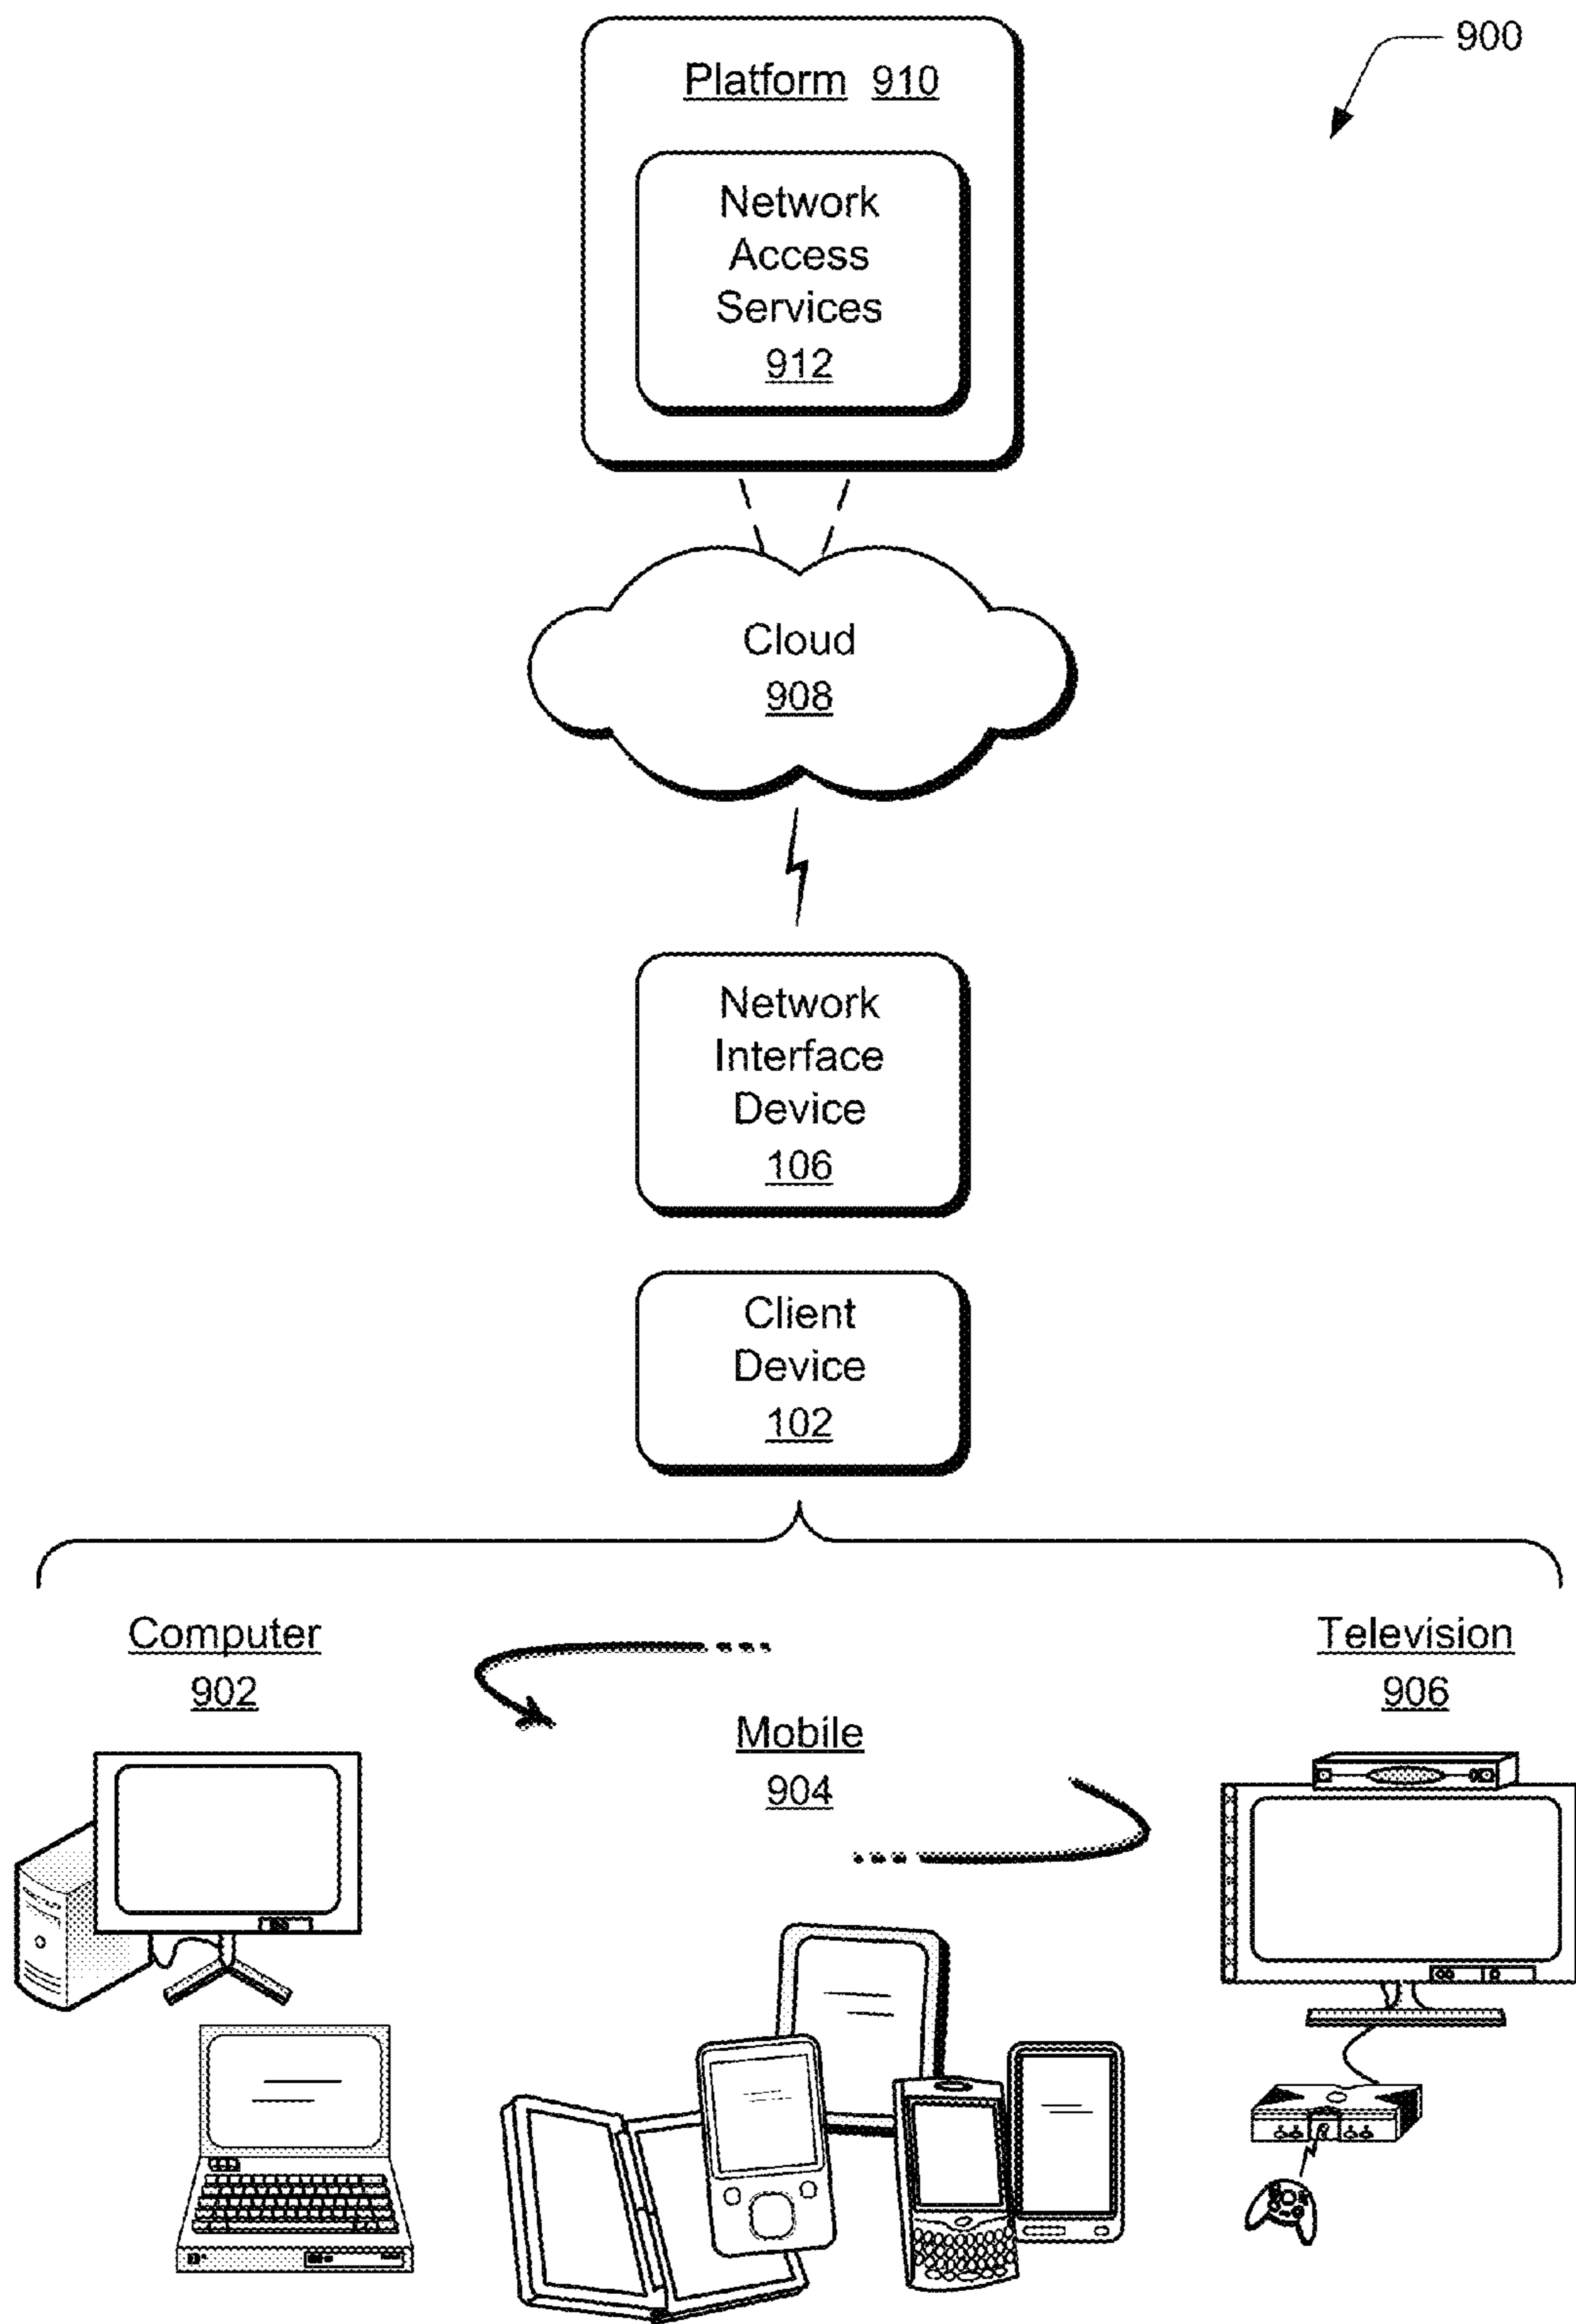 900
Platform 910
Network
Access
Services
912
Cloud
908
Network
Interface
Device
106
Client
Device
102
Computer
902
Mobile
904
Television
906